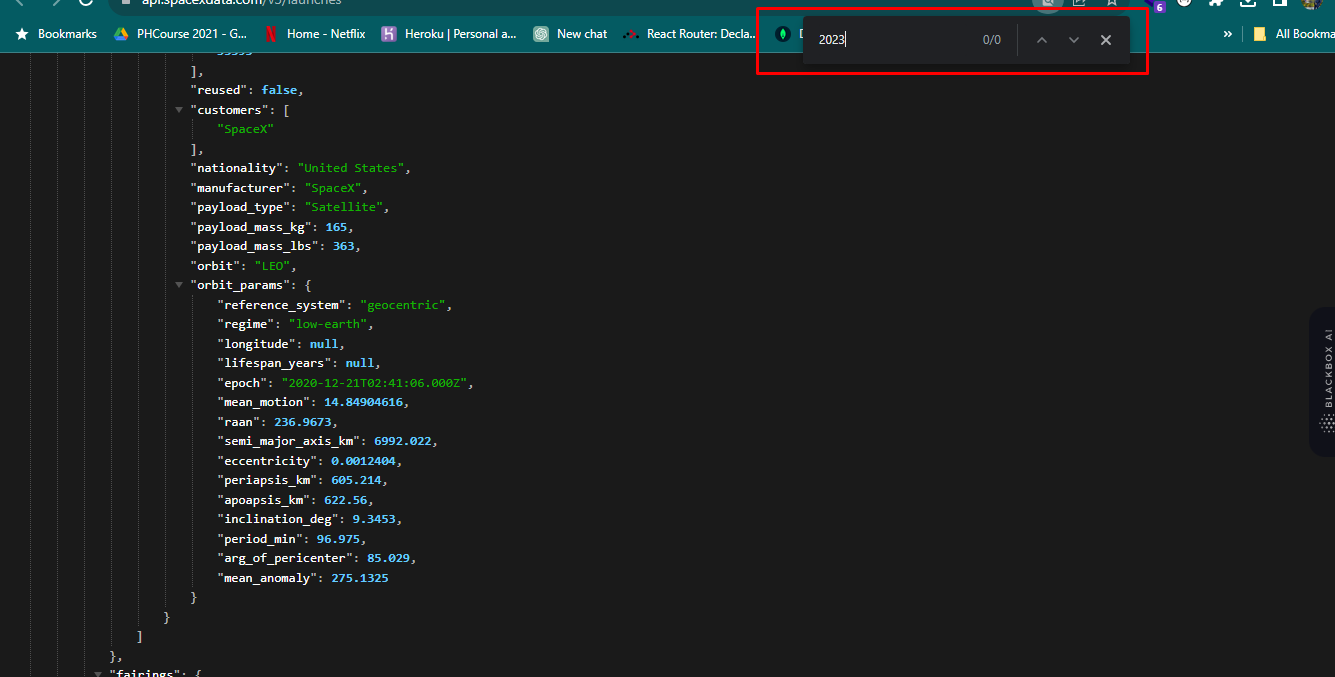 api.spacexdata.com/v3/launches
6
Bookmarks
PHCourse 2021 - G...
Home - Netflix
Heroku | Personal a...
New chat
React Router: Decla...
2023
0/0
»
All Bookma
],
"reused": false,
"customers": [
"SpaceX"
],
"nationality": "United States",
"manufacturer": "SpaceX",
"payload_type": "Satellite",
"payload_mass_kg": 165,
"payload_mass_lbs": 363,
"orbit": "LEO",
"orbit_params": {
"reference_system": "geocentric",
"regime": "low-earth",
"longitude": null,
"lifespan_years": null,
"epoch": "2020-12-21T02:41:06.000Z",
"mean_motion": 14.84904616,
"raan": 236.9673,
"semi_major_axis_km": 6992.022,
"eccentricity": 0.0012404,
"periapsis_km": 605.214,
"apoapsis_km": 622.56,
"inclination_deg": 9.3453,
"period_min": 96.975,
"arg_of_pericenter": 85.029,
"mean_anomaly": 275.1325
}
}
]
},
"fairings": {
BLACKBOX AI